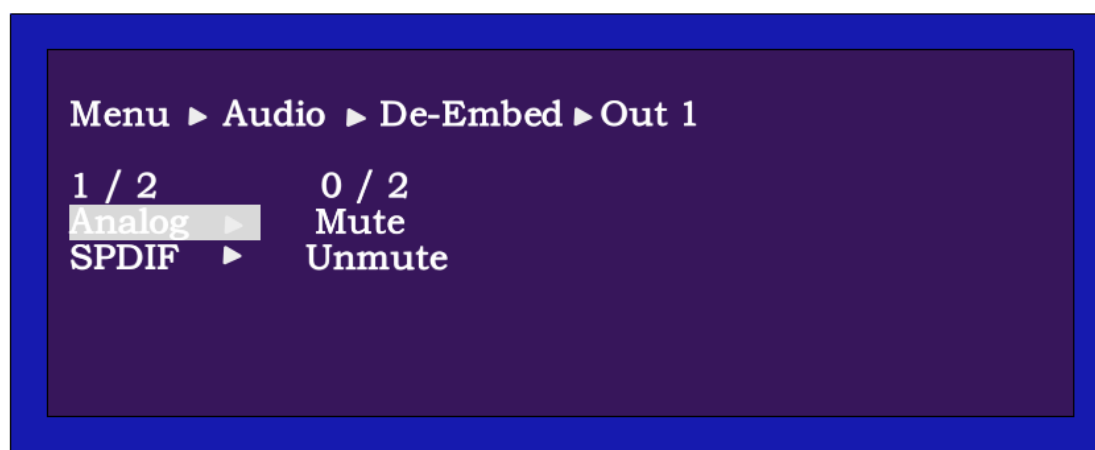 Menu ▶ Audio ▶ De-Embed ▶ Out 1
1 / 2 0 / 2
Analog ▶ Mute
SPDIF ▶ Unmute